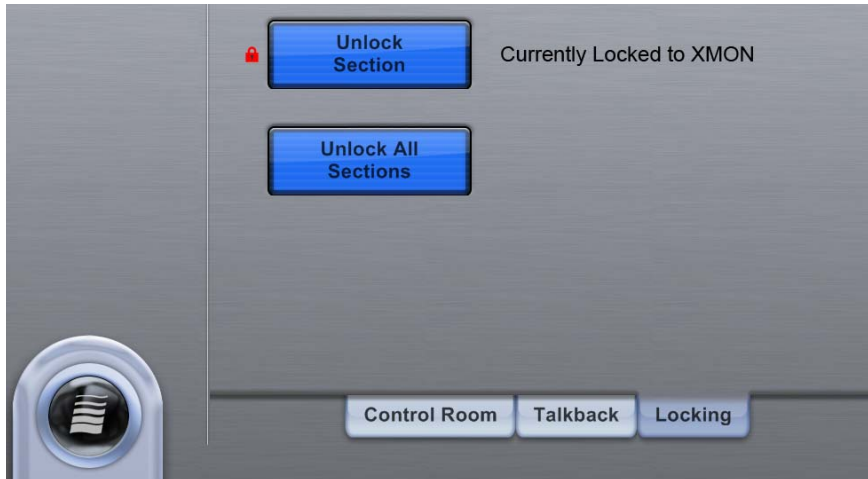 Unlock
Section
Currently Locked to XMON
Unlock All
Sections
Control Room
Talkback
Locking